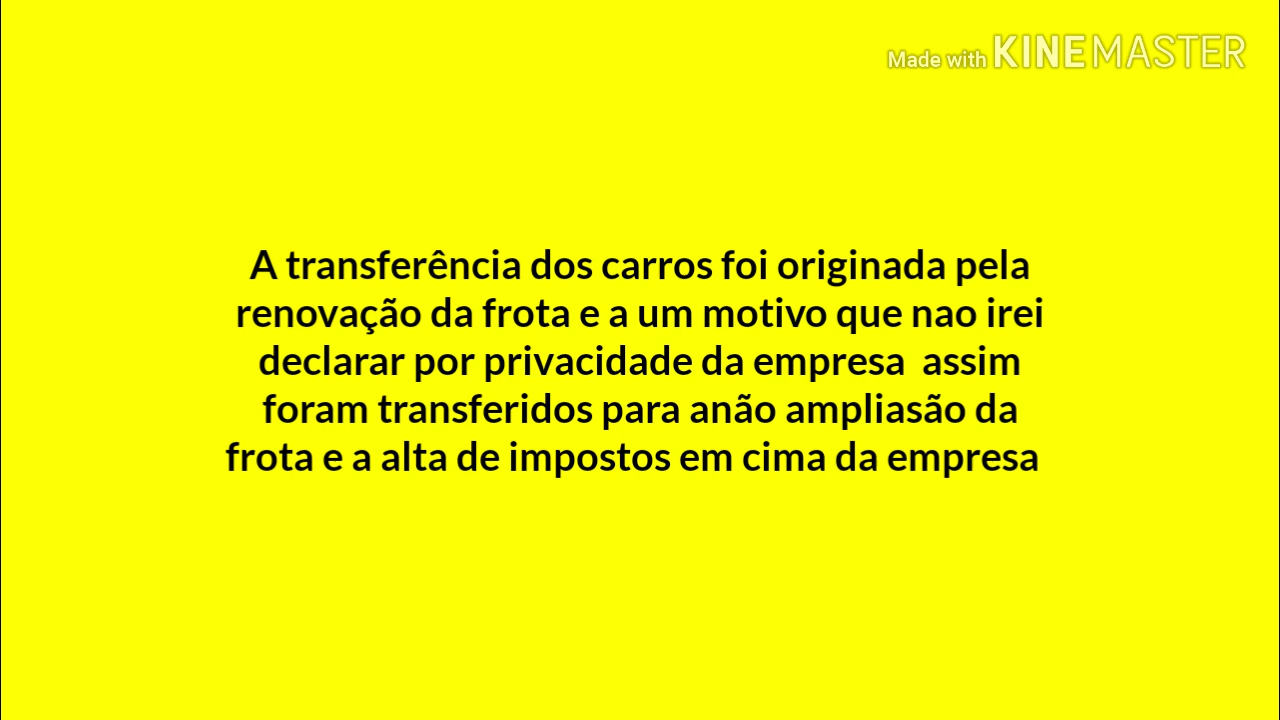 Made with KINEMASTER
A transferência dos carros foi originada pela
renovação da frota e a um motivo que nao irei
declarar por privacidade da empresa  assim
foram transferidos para anão ampliasão da
frota e a alta de impostos em cima da empresa